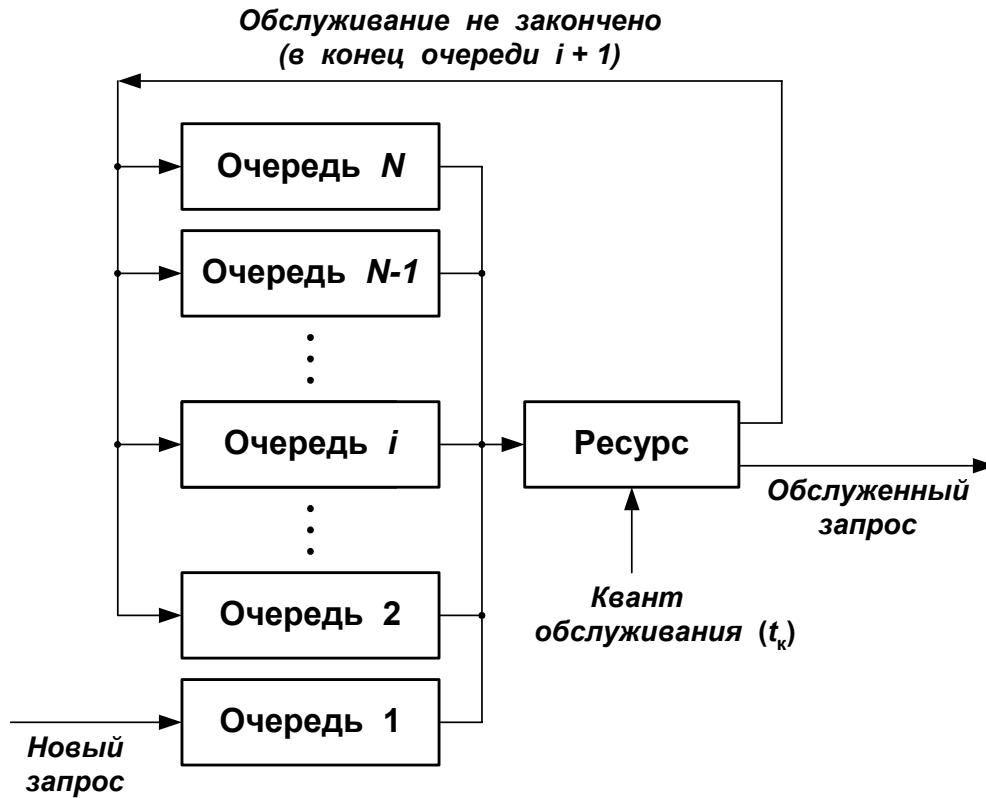 Обслуживание не закончено
(в конец очереди i + 1)
Очередь N
Очередь N-1
Очередь i
Ресурс
Обслуженный
запрос
Очередь 2
Квант
обслуживания (tк)
Очередь 1
Новый
запрос